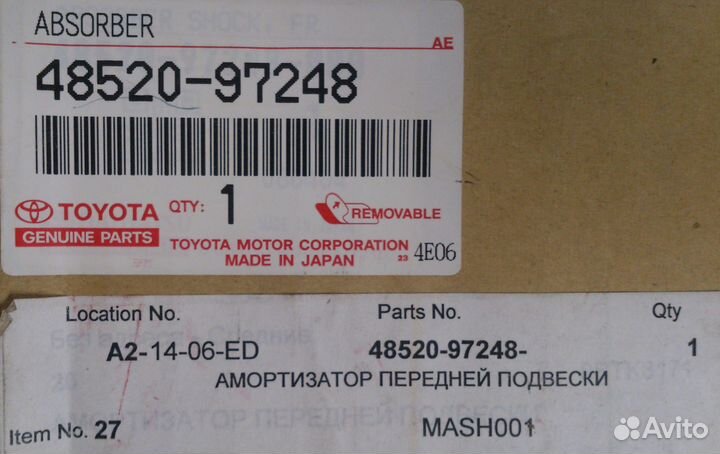 ABSORBER
AE
48520-97248
TOYOTA
GENUINE PARTS
QTY: 1
REMOVABLE
TOYOTA MOTOR CORPORATION
MADE IN JAPAN
23 4E06
Location No. Parts No. Qty
A2-14-06-ED 48520-97248- 1
АМОРТИЗАТОР ПЕРЕДНЕЙ ПОДВЕСКИ
Item No. 27 MASH001
Avito